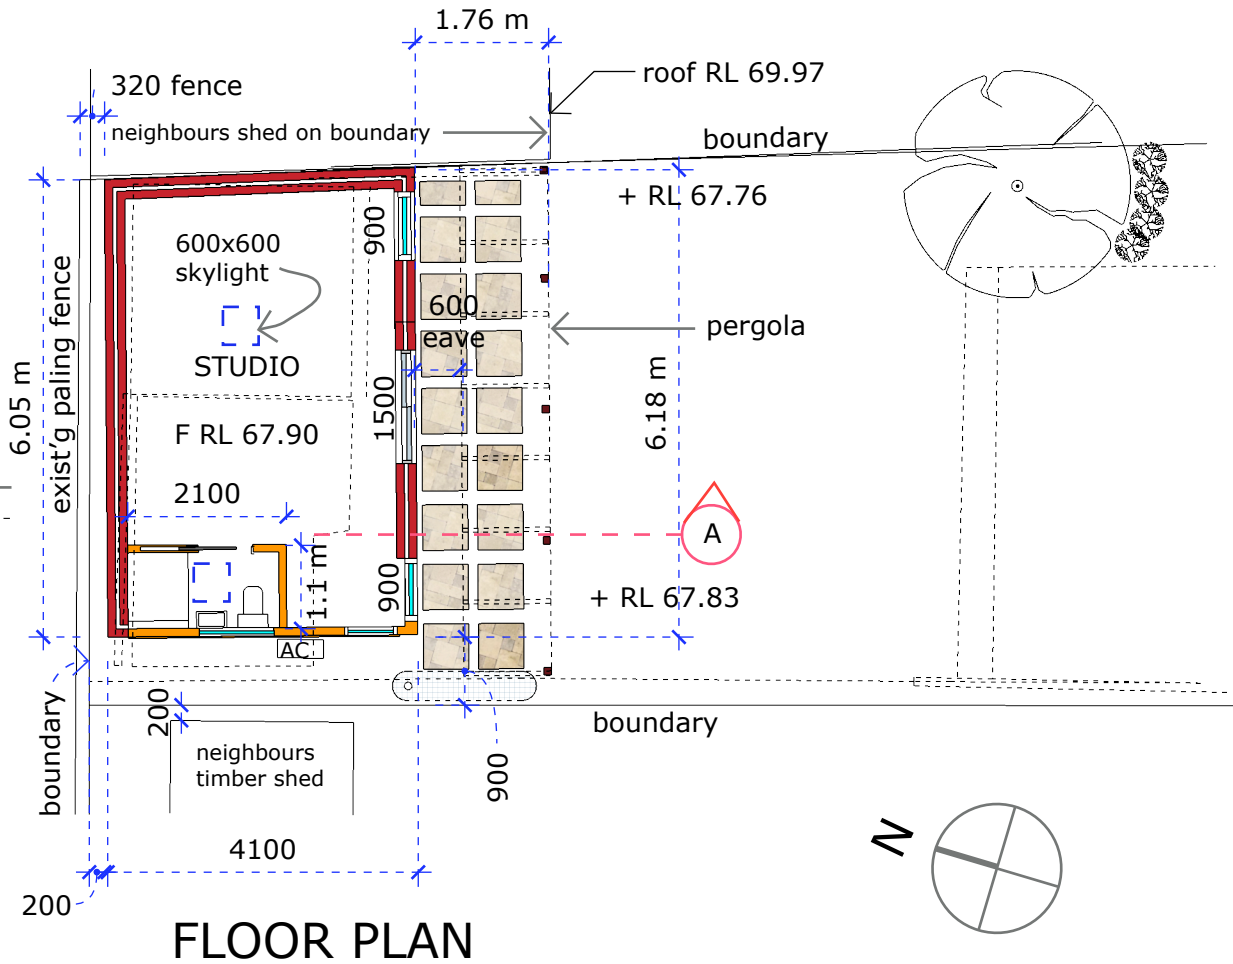 1.76 m
roof RL 69.97
320 fence
neighbours shed on boundary
boundary
+ RL 67.76
900
600x600
skylight
600
eave
pergola
STUDIO
6.05 m
exist'g paling fence
1500
6.18 m
F RL 67.90
2100
A
1.1 m
900
+ RL 67.83
AC
boundary
200
boundary
neighbours
timber shed
900
4100
N
200
FLOOR PLAN